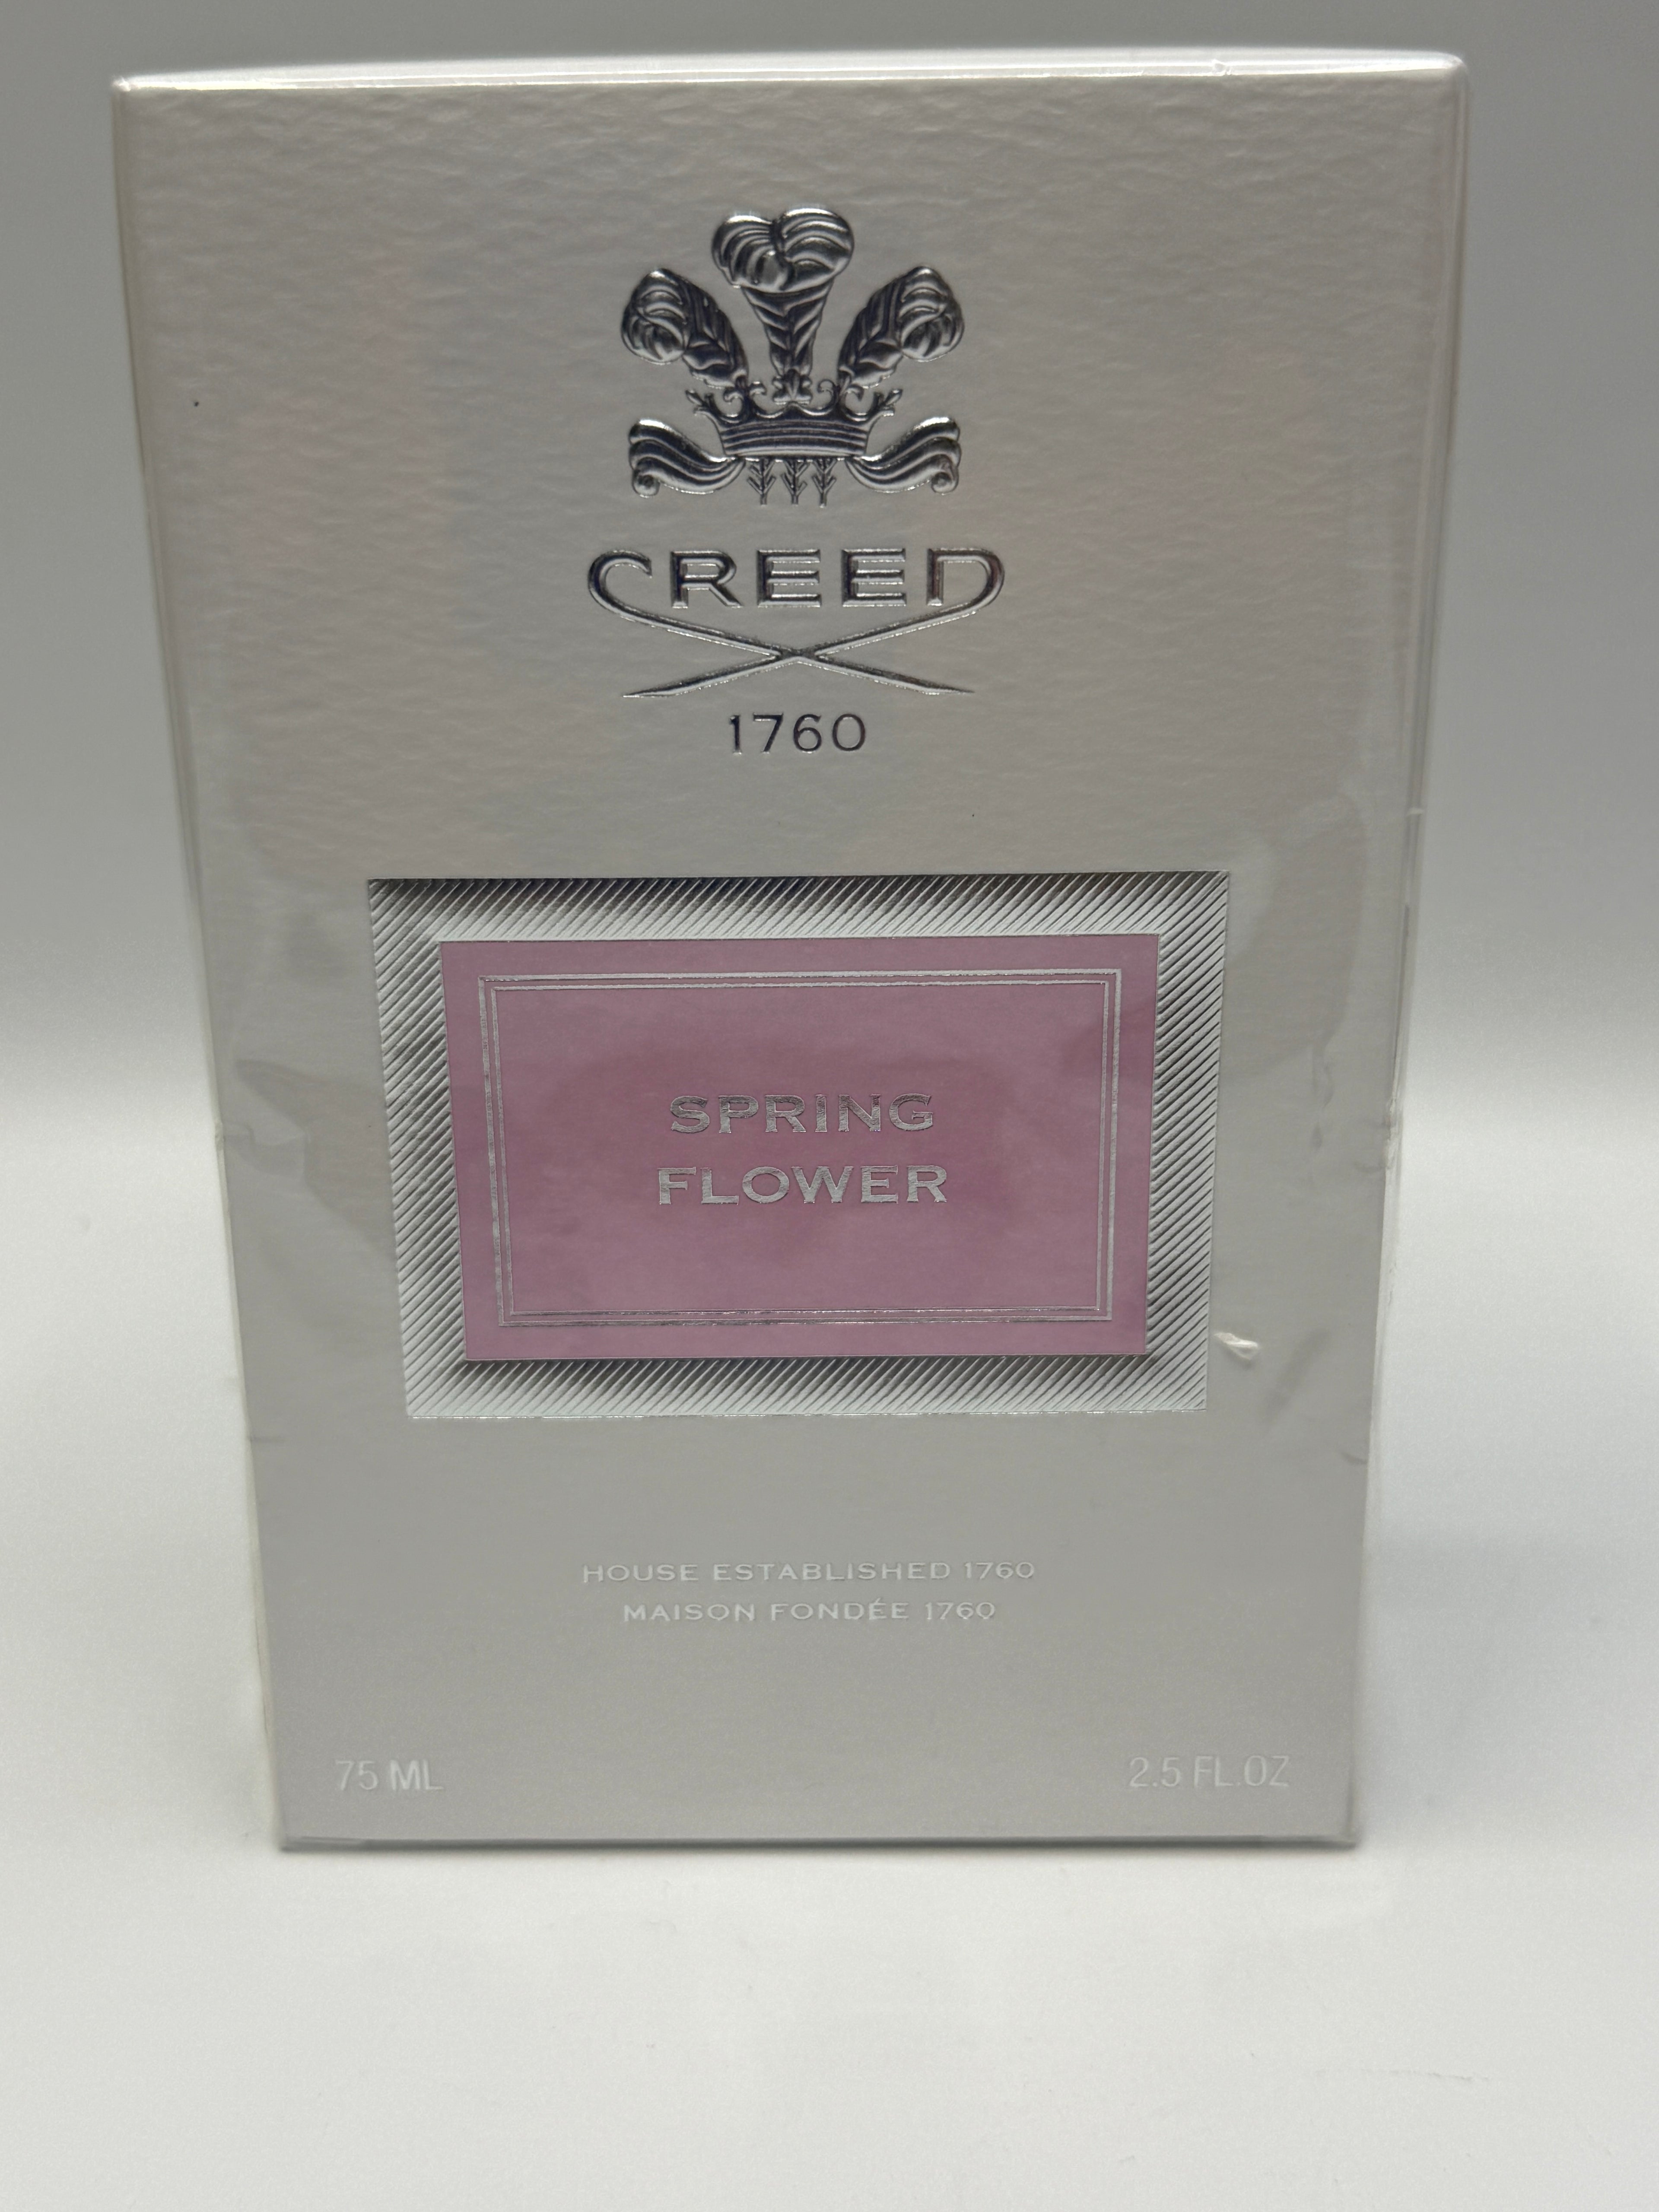 CREED
1760
SPRING
FLOWER
HOUSE ESTABLISHED 1760
MAISON FONDÉE 1760
75 ML
2.5 FL.OZ